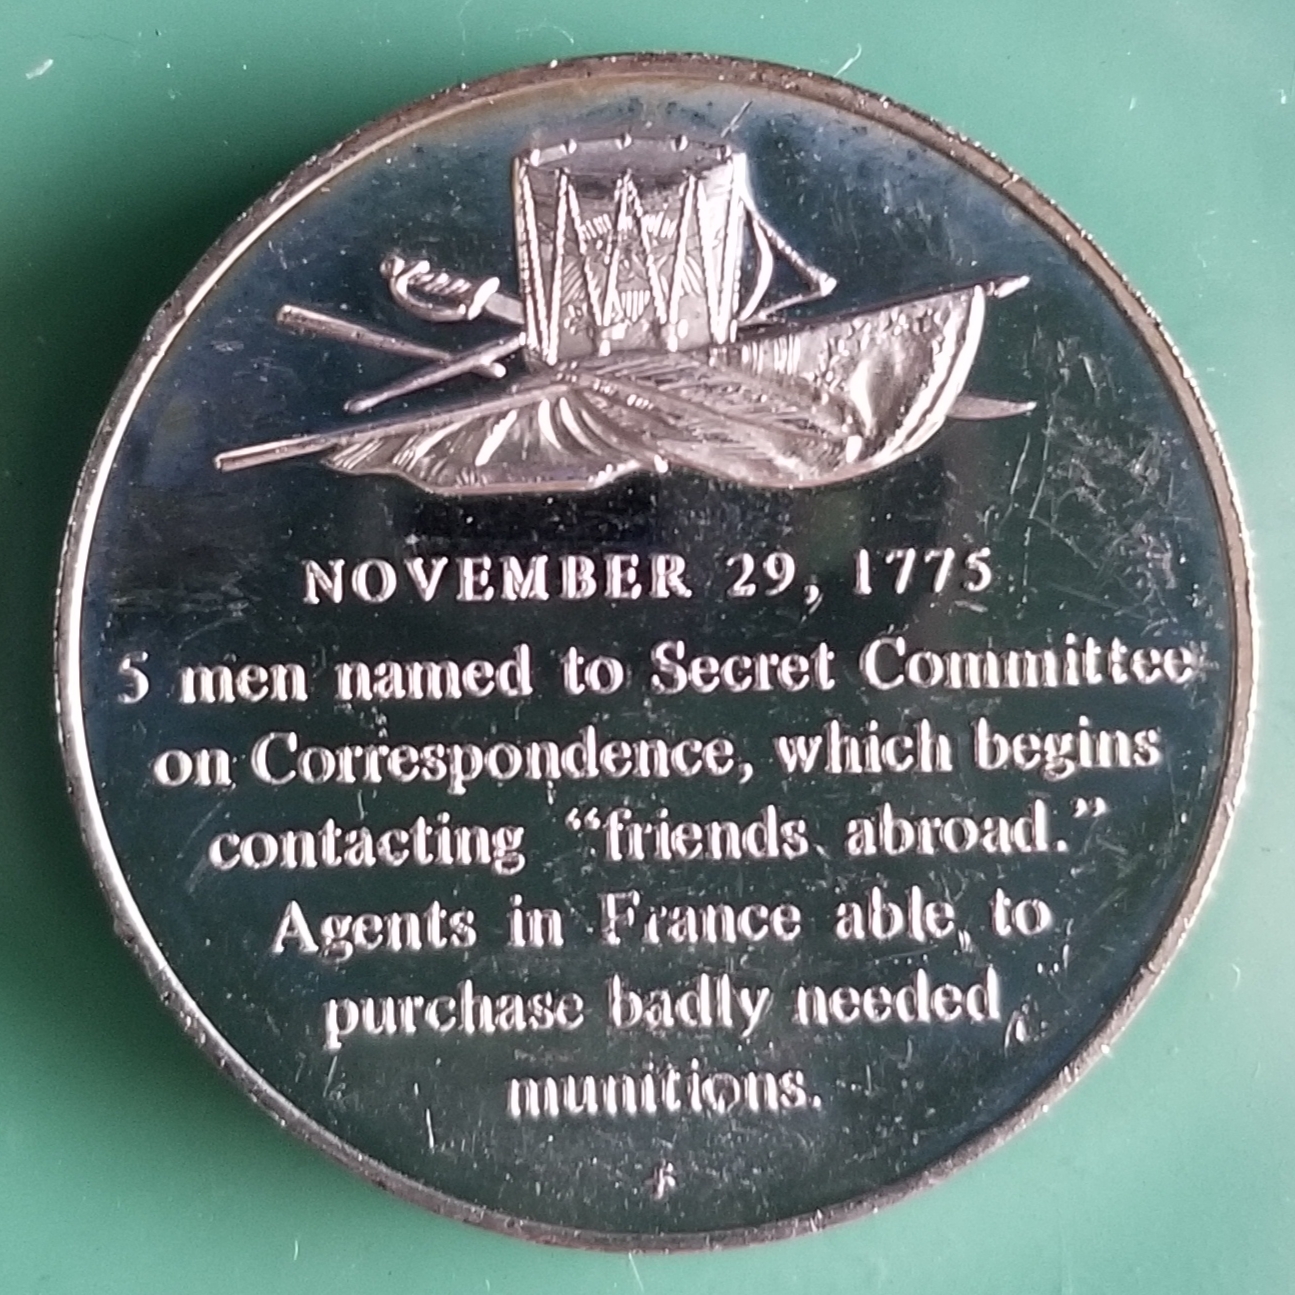 NOVEMBER 29, 1775
5 men named to Secret Committee
on Correspondence, which begins
contacting “friends abroad.”
Agents in France able to
purchase badly needed
munitions.